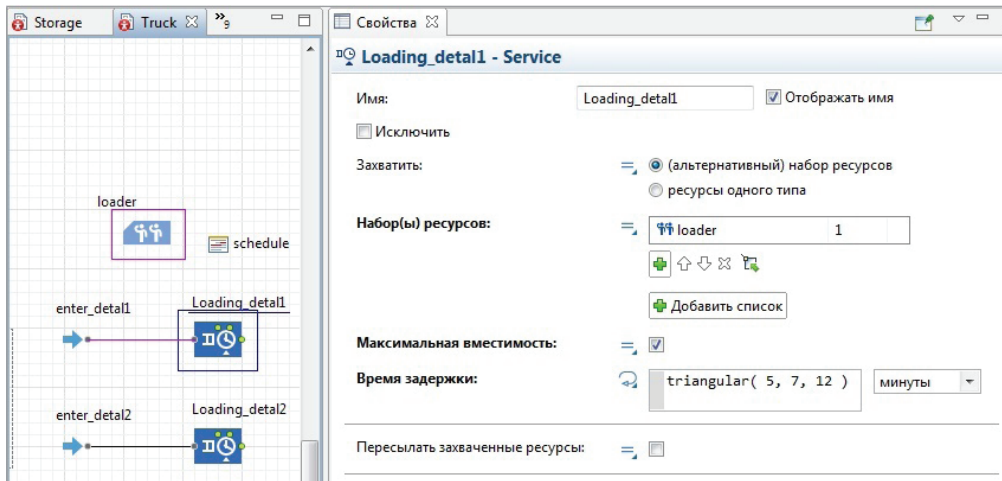 Storage Truck »9
Свойства
Loading_detal1 - Service
Имя: Loading_detal1 Отображать имя
Исключить
Захватить: (альтернативный) набор ресурсов
ресурсы одного типа
Набор(ы) ресурсов: loader 1
Добавить список
Максимальная вместимость:
Время задержки: triangular( 5, 7, 12 ) минуты
Пересылать захваченные ресурсы:
loader
schedule
enter_detal1 Loading_detal1
enter_detal2 Loading_detal2